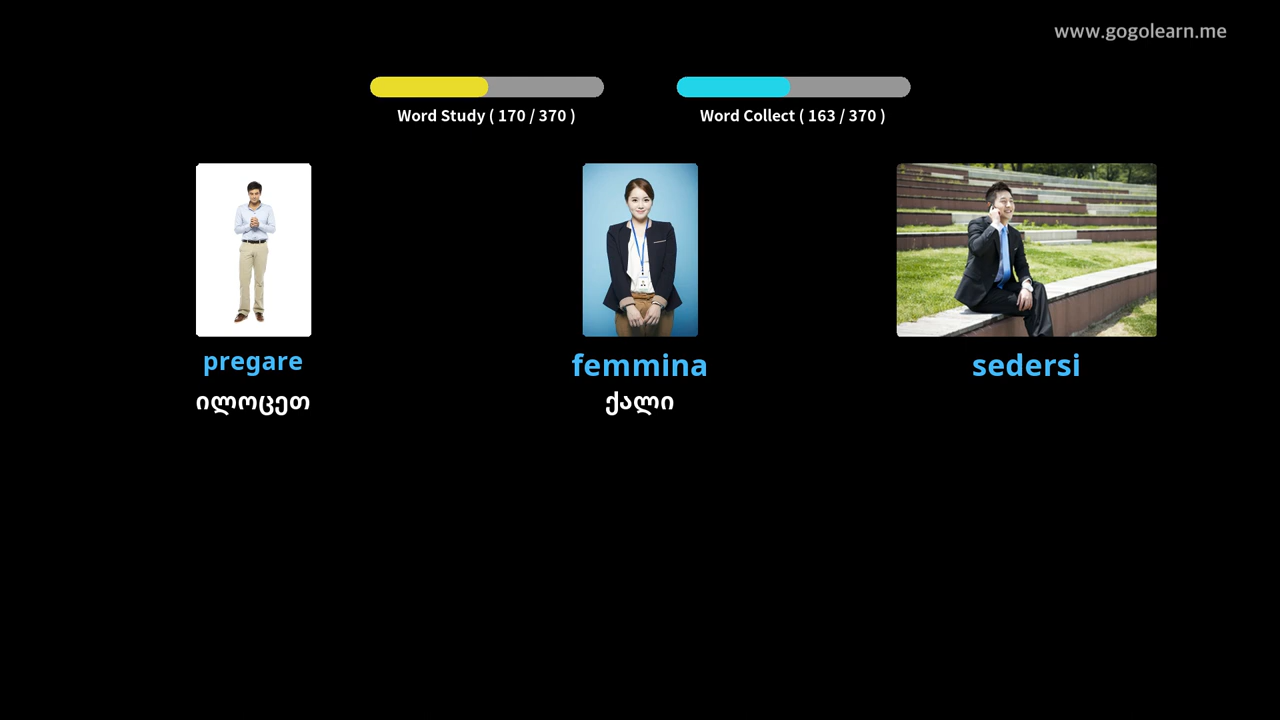 www.gogolearn.me
Word Study ( 170 / 370 )
Word Collect ( 163 / 370 )
pregare
ილოცეთ
femmina
ქალი
sedersi